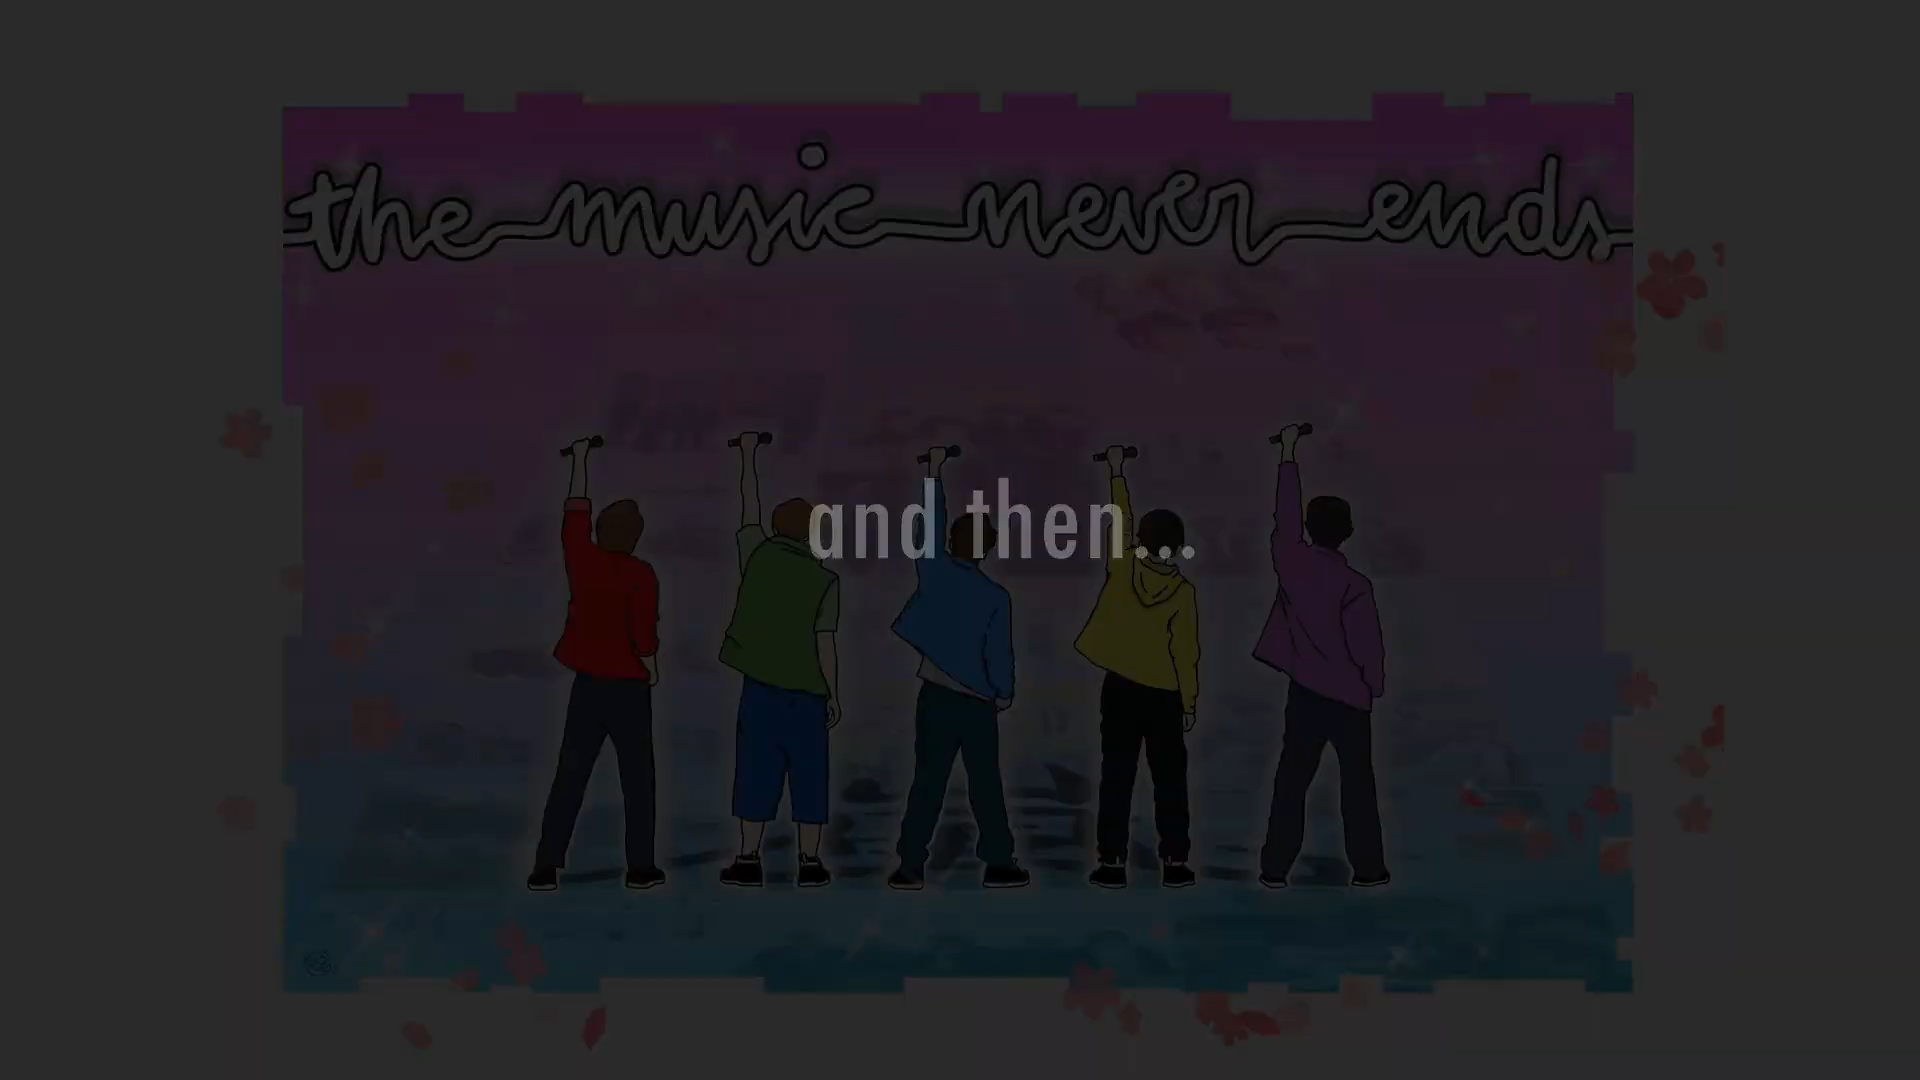 the music never ends
and then...